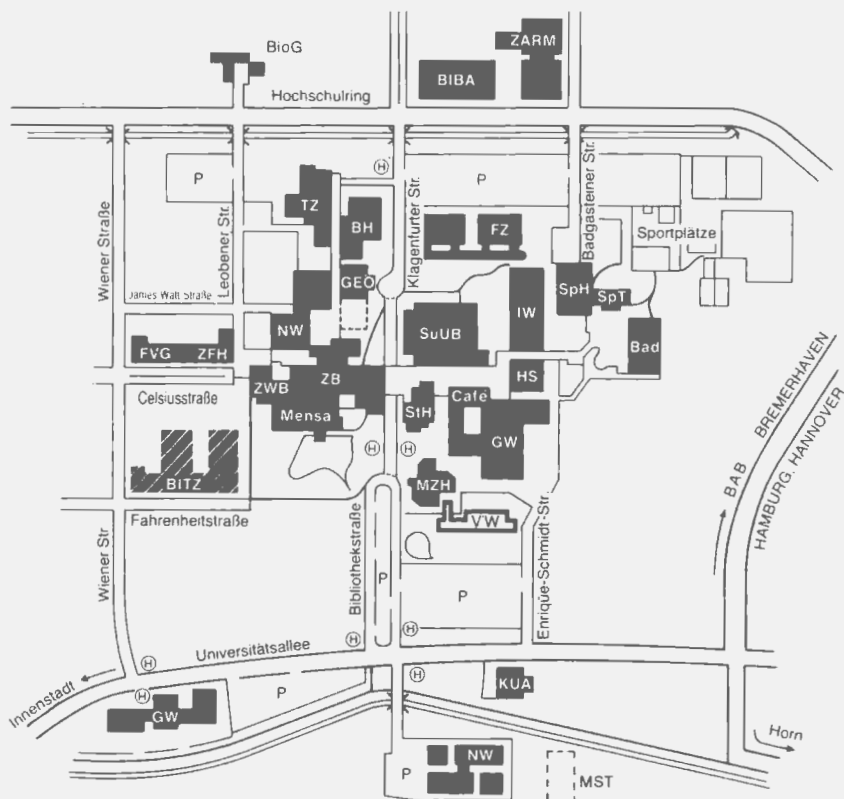 ZARM
BioG
BIBA
Hochschulring
H
P
P
TZ
BH
FZ
Badgasteiner Str.
Klagenfurter Str.
Leobener Str.
Wiener Straße
Sportplätze
GEO
SpH
SpT
James Watt Straße
IW
NW
SuUB
Bad
FVG
ZFH
ZB
ZWB
HS
Celsiusstraße
Café
StH
Mensa
GW
H
H
BITZ
MZH
VW
Fahrenheitstraße
BAB BREMERHAVEN
HAMBURG. HANNOVER
Wiener Str
Bibliothekstraße
P
P
Enriqüe-Schmidt-Str.
H
H
Universitätsallee
H
H
H
KUA
P
Innenstadt
GW
Horn
NW
P
MST